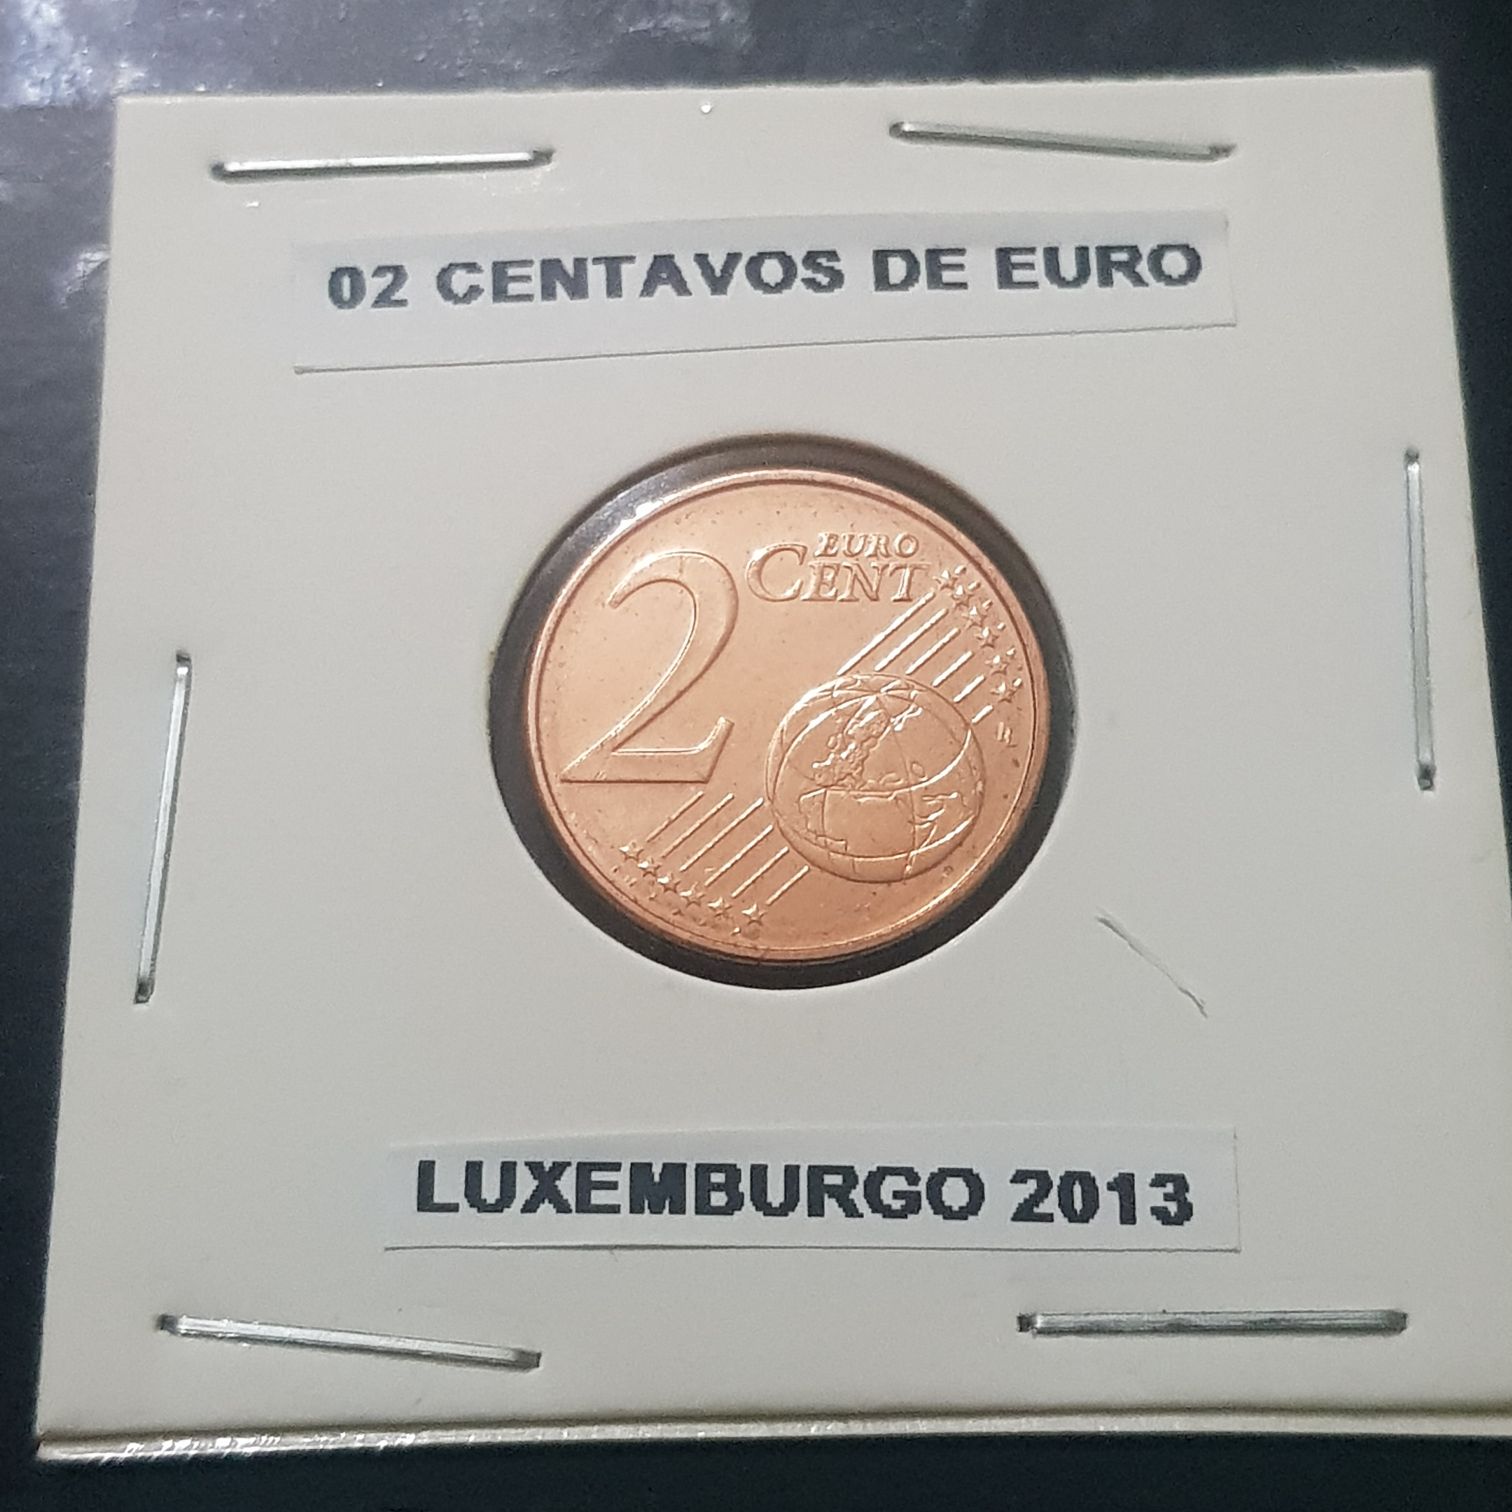 02 CENTAVOS DE EURO
2 EURO
CENT
LUXEMBURGO 2013